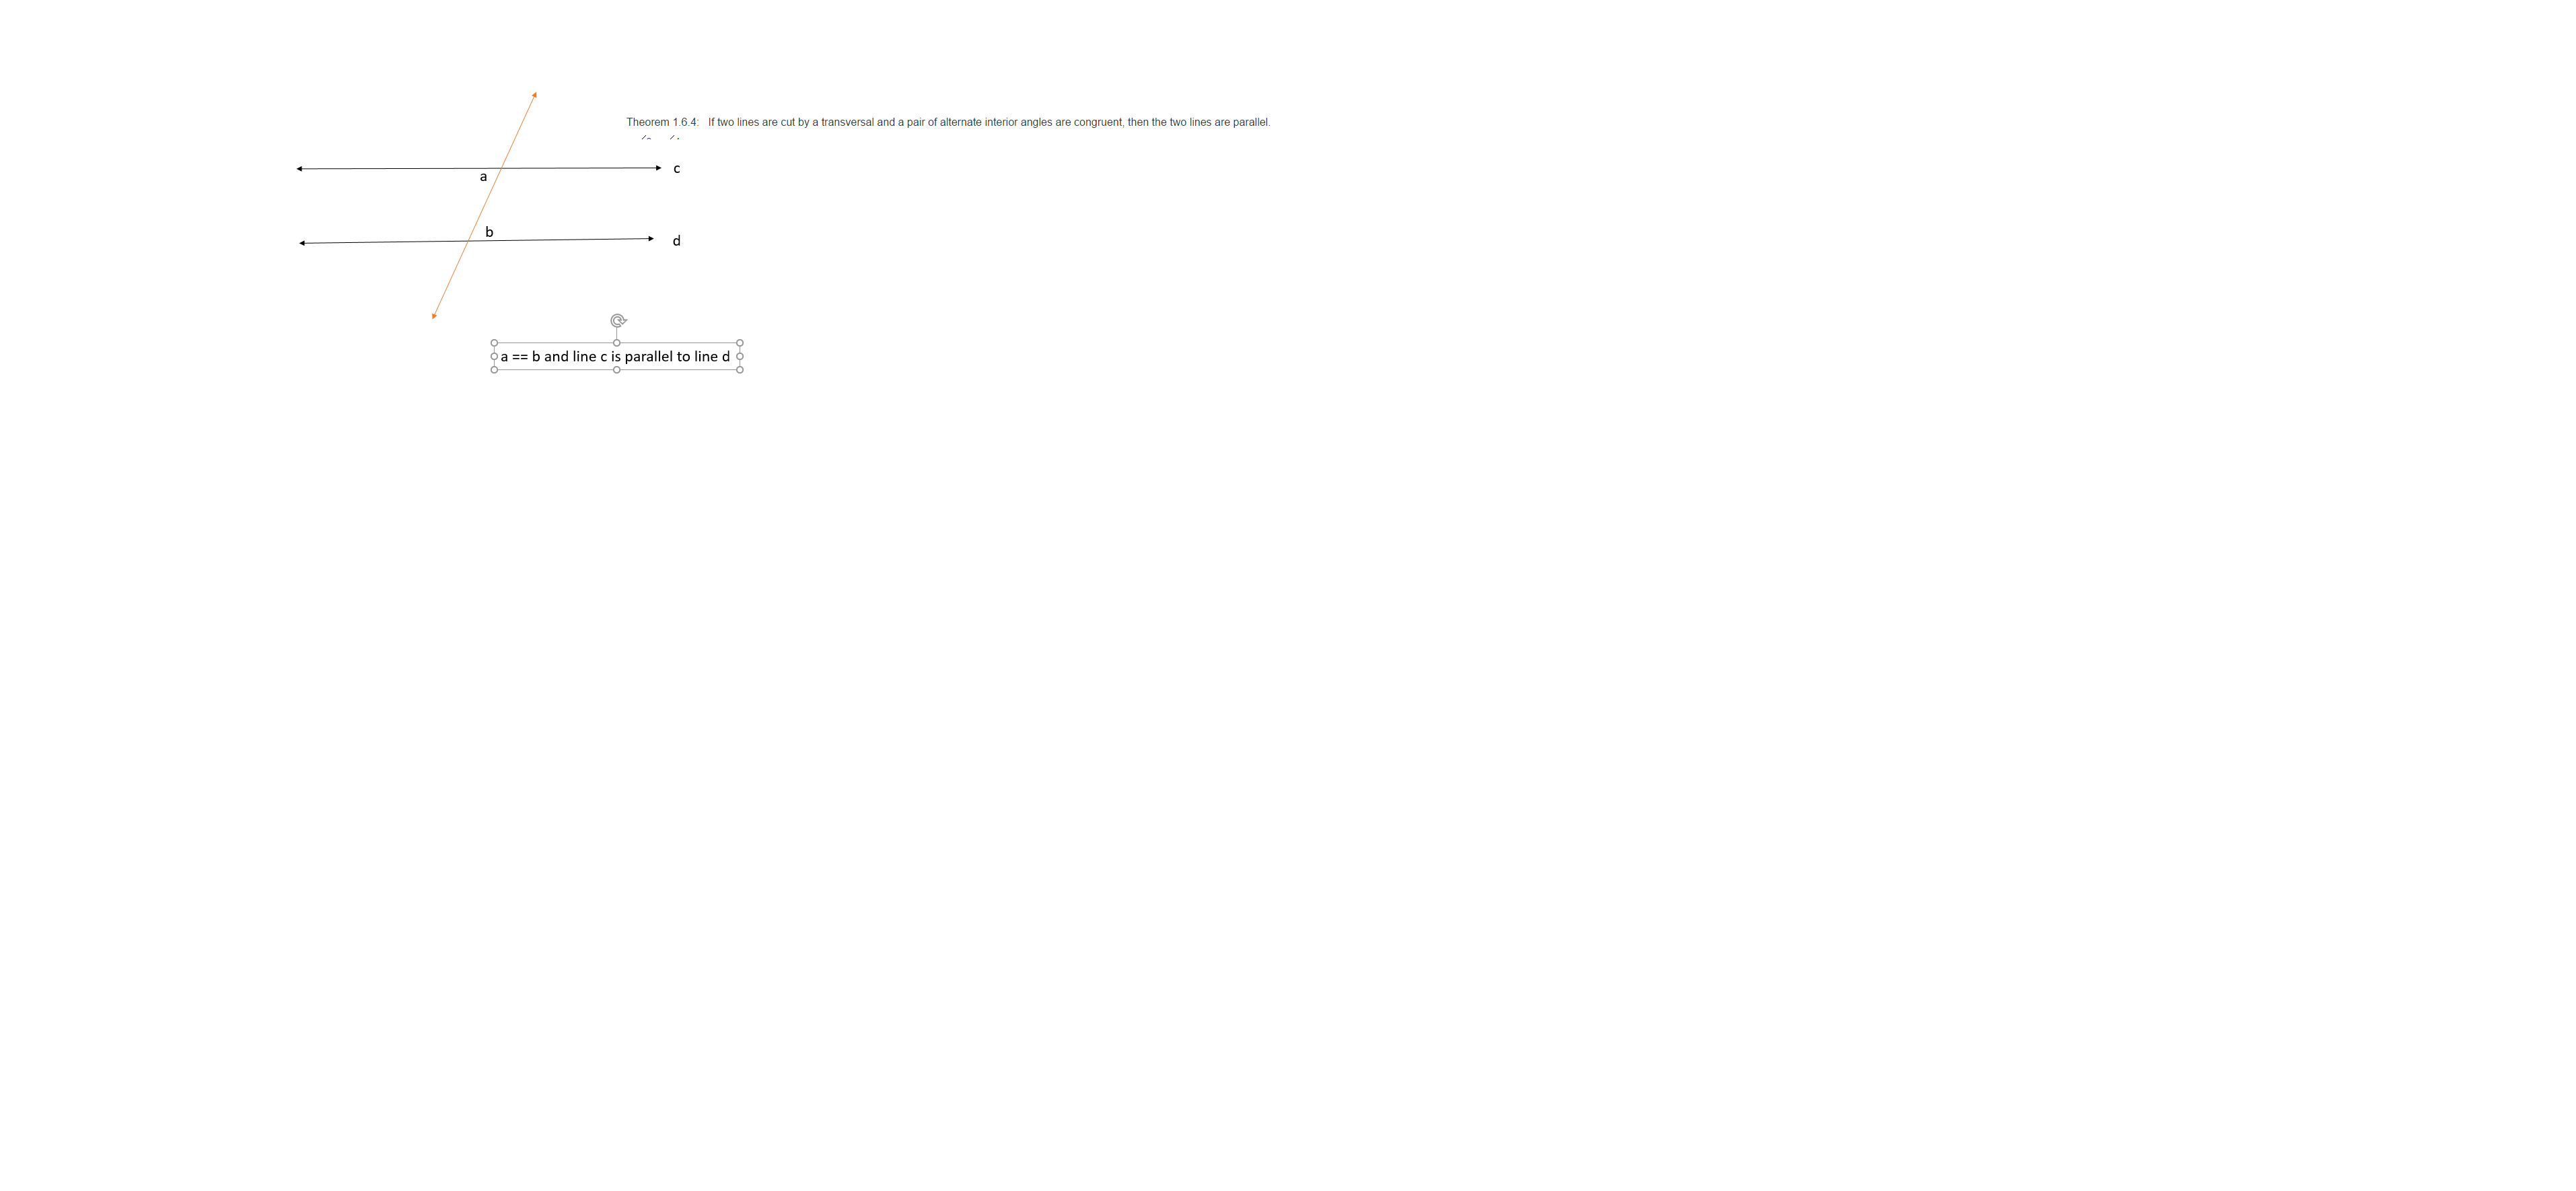 Theorem 1.6.4: If two lines are cut by a transversal and a pair of alternate interior angles are congruent, then the two lines are parallel.
c
a
b
d
a == b and line c is parallel to line d